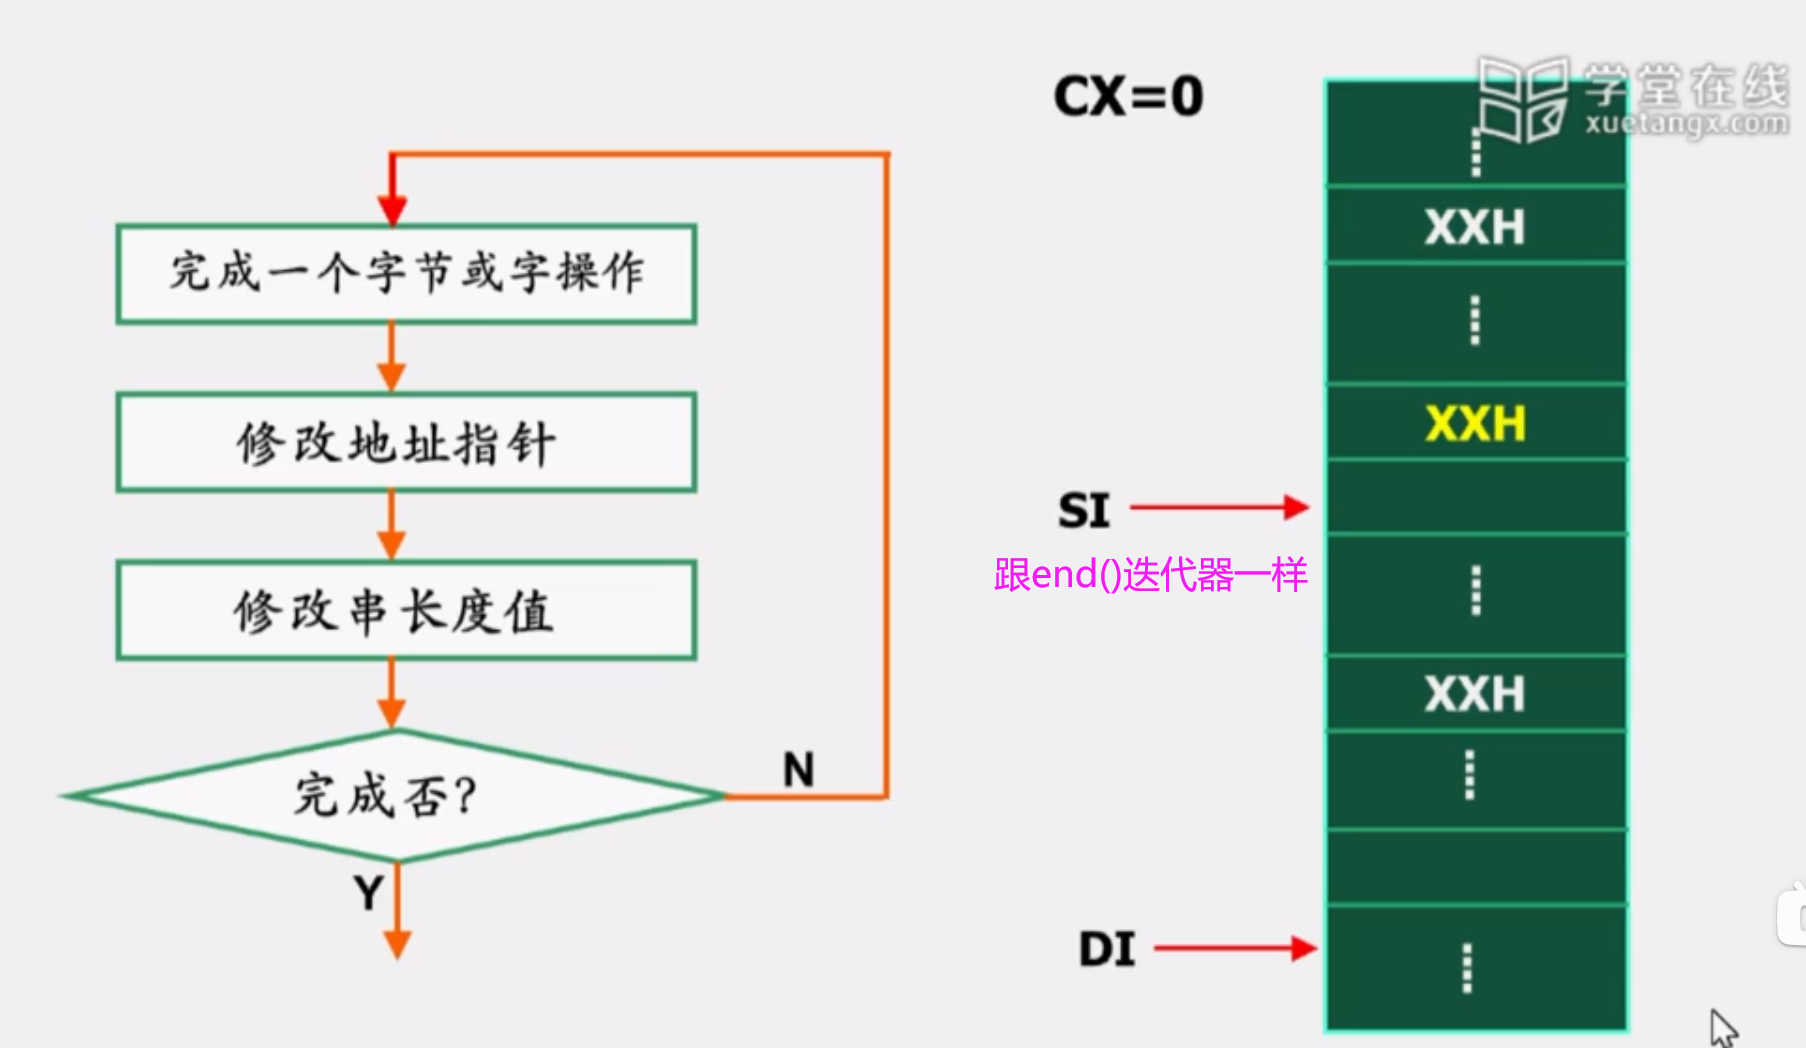 学堂在线
xuetangx.com
CX=0
完成一个字节或字操作
修改地址指针
修改串长度值
完成否?
N
Y
XXH
XXH
SI
跟end()迭代器一样
XXH
DI